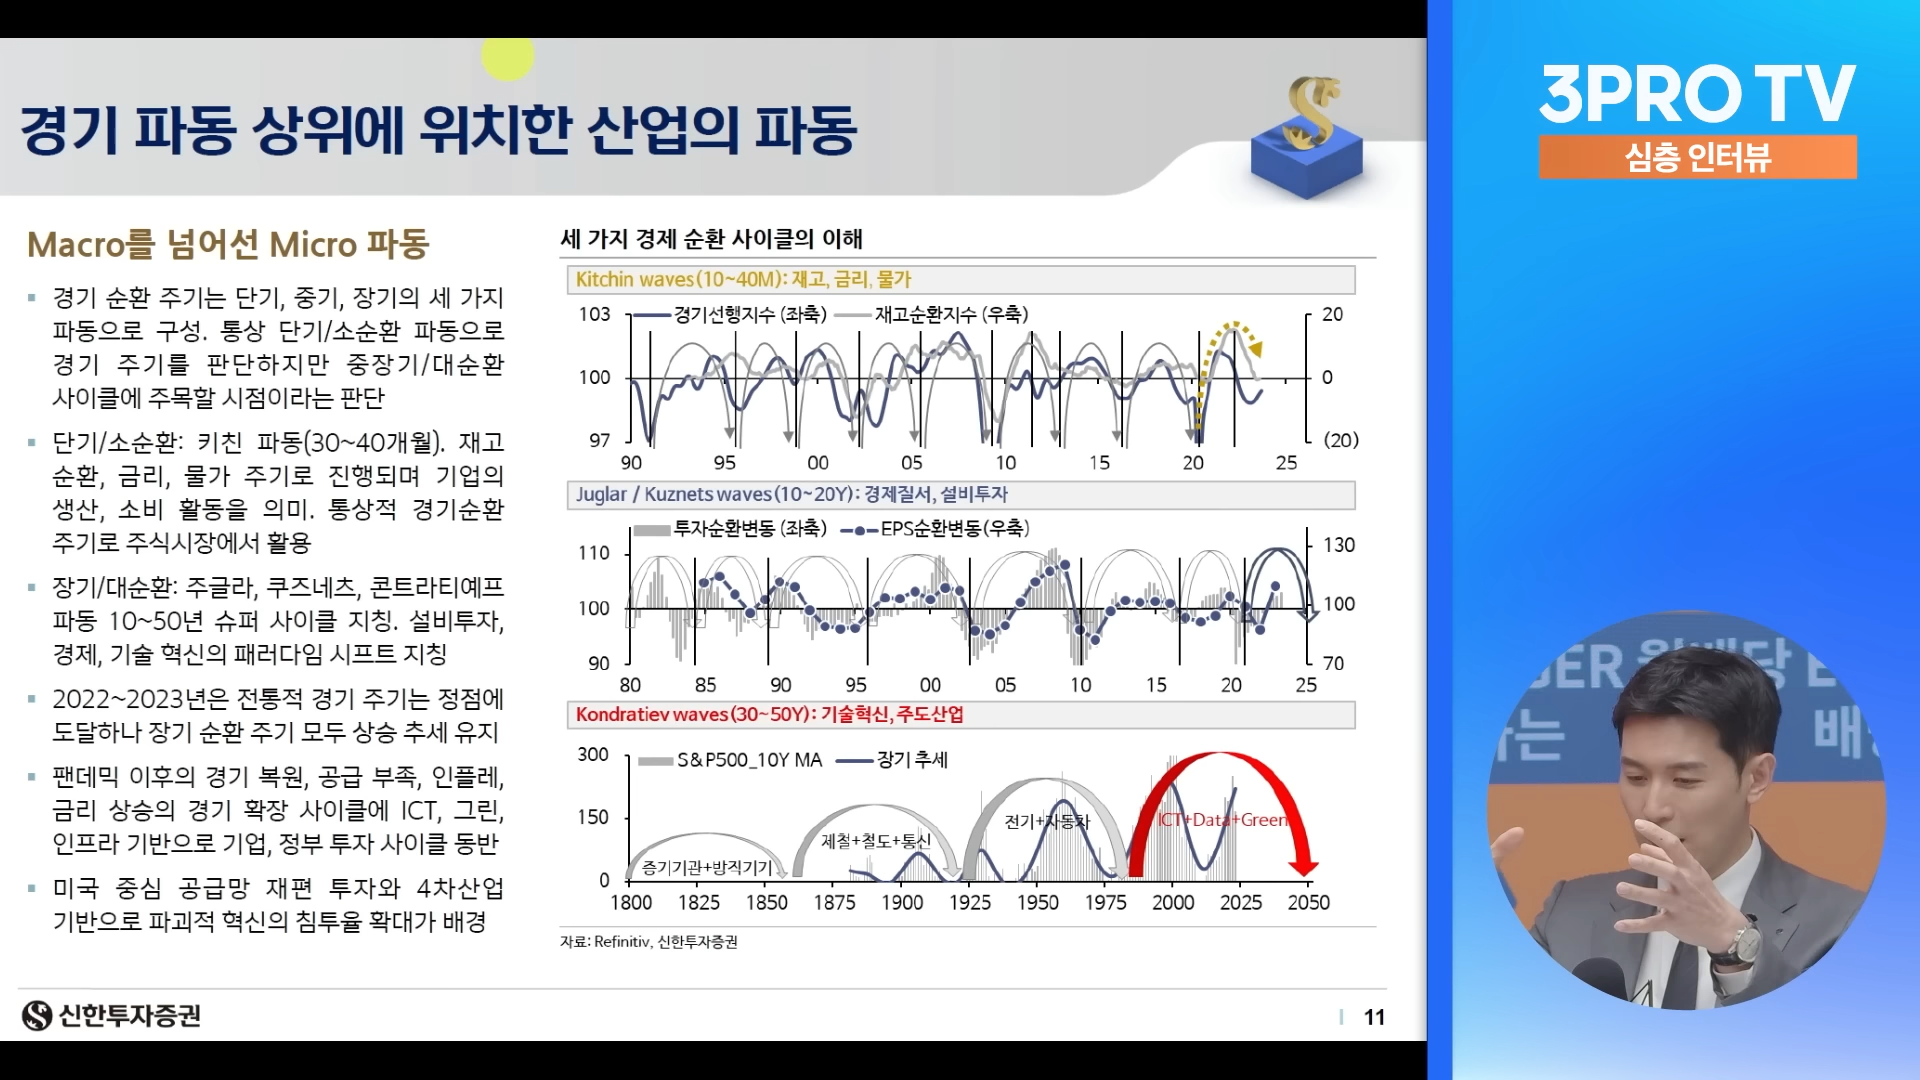 경기 파동 상위에 위치한 산업의 파동
3PRO TV
심층 인터뷰
Macro를 넘어선 Micro 파동
경기 순환 주기는 단기, 중기, 장기의 세 가지
파동으로 구성. 통상 단기/소순환 파동으로
경기 주기를 판단하지만 중장기/대순환
사이클에 주목할 시점이라는 판단
단기/소순환: 키친 파동(30~40개월). 재고
순환, 금리, 물가 주기로 진행되며 기업의
생산, 소비 활동을 의미. 통상적 경기순환
주기로 주식시장에서 활용
장기/대순환: 주글라, 쿠즈네츠, 콘트라티예프
파동 10~50년 슈퍼 사이클 지칭. 설비투자,
경제, 기술 혁신의 패러다임 시프트 지칭
2022~2023년은 전통적 경기 주기는 정점에
도달하나 장기 순환 주기 모두 상승 추세 유지
팬데믹 이후의 경기 복원, 공급 부족, 인플레,
금리 상승의 경기 확장 사이클에 ICT, 그린,
인프라 기반으로 기업, 정부 투자 사이클 동반
미국 중심 공급망 재편 투자와 4차산업
기반으로 파괴적 혁신의 침투율 확대가 배경
세 가지 경제 순환 사이클의 이해
Kitchin waves(10~40M): 재고, 금리, 물가
경기선행지수 (좌축) 재고순환지수 (우축)
103 20
100 0
97 (20)
90 95 00 05 10 15 20 25
Juglar / Kuznets waves(10~20Y): 경제질서, 설비투자
투자순환변동 (좌축) EPS순환변동(우축)
110 130
100 100
90 70
80 85 90 95 00 05 10 15 20 25
Kondratiev waves(30~50Y): 기술혁신, 주도산업
S&P500_10Y MA 장기 추세
300
150
0
증기기관+방직기기
제철+철도+통신
전기+자동차
ICT+Data+Green
1800 1825 1850 1875 1900 1925 1950 1975 2000 2025 2050
자료: Refinitiv, 신한투자증권
신한투자증권
11